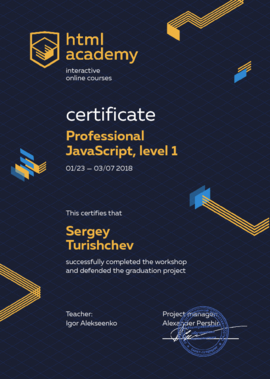 html
academy
interactive
online courses
certificate
Professional
JavaScript, level 1
01/23 — 03/07 2018
This certifies that
Sergey
Turishchev
successfully completed the workshop
and defended the graduation project
Teacher:
Igor Alekseenko
Project manager:
Alexander Pershin